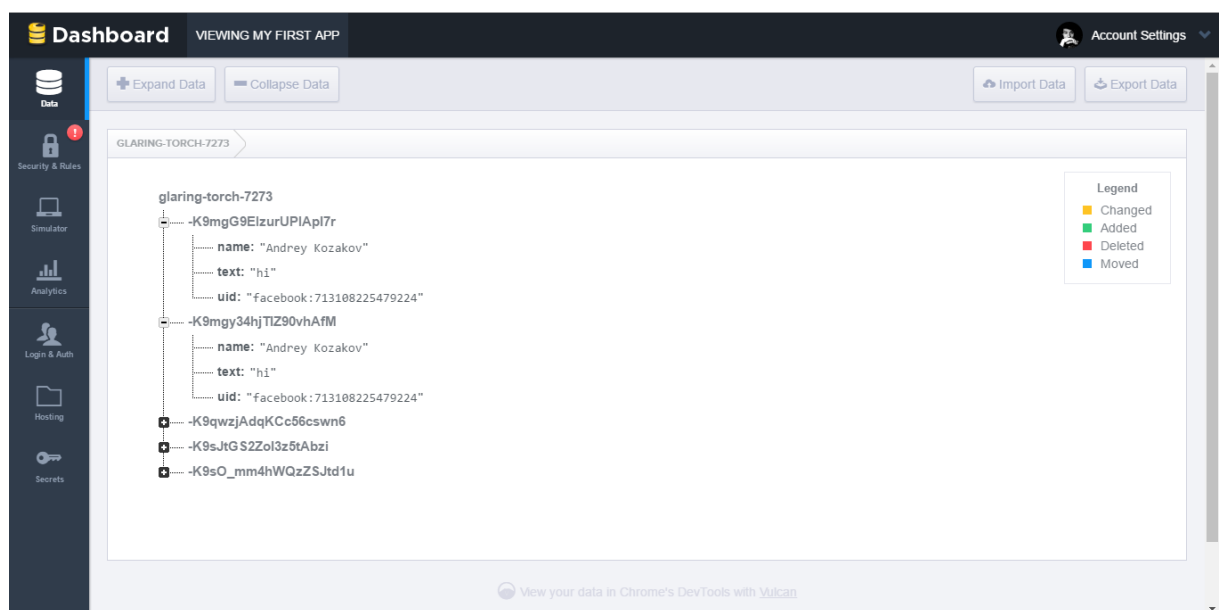 Dashboard VIEWING MY FIRST APP Account Settings
Data
Security & Rules
Simulator
Analytics
Login & Auth
Hosting
Secrets
Expand Data Collapse Data Import Data Export Data
GLARING-TORCH-7273
glaring-torch-7273
-K9mgG9ElzurUPlApl7r
name: "Andrey Kozakov"
text: "hi"
uid: "facebook:713108225479224"
-K9mgy34hjTlZ90vhAfM
name: "Andrey Kozakov"
text: "hi"
uid: "facebook:713108225479224"
-K9qwzjAdqKCc56cswn6
-K9sJtGS2Zol3z5tAbzi
-K9sO_mm4hWQzZSJtd1u
Legend
Changed
Added
Deleted
Moved
View your data in Chrome's DevTools with Vulcan